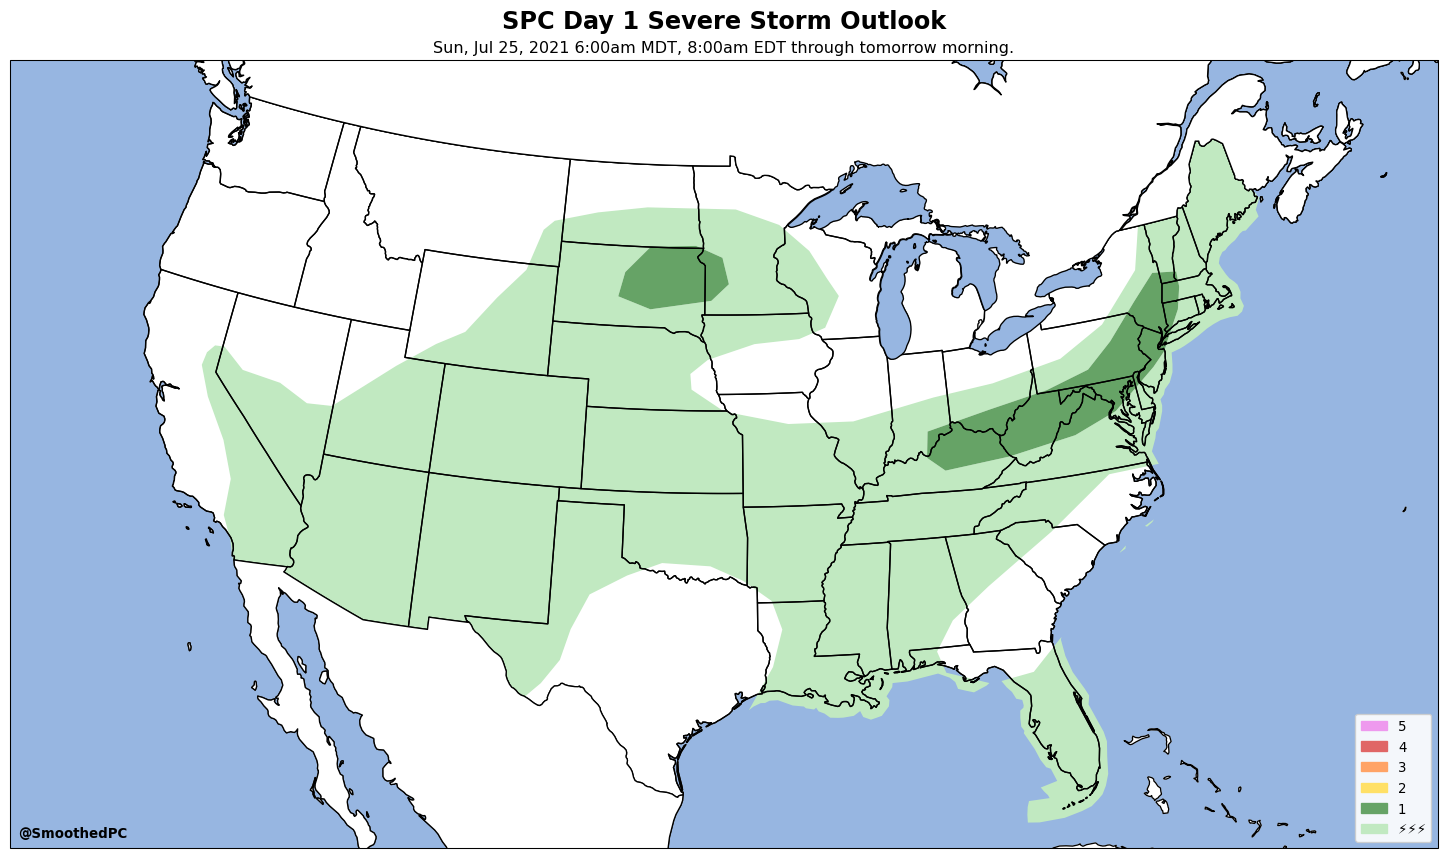 SPC Day 1 Severe Storm Outlook
Sun, Jul 25, 2021 6:00am MDT, 8:00am EDT through tomorrow morning.
5
4
3
2
1
⚡⚡⚡
@SmoothedPC